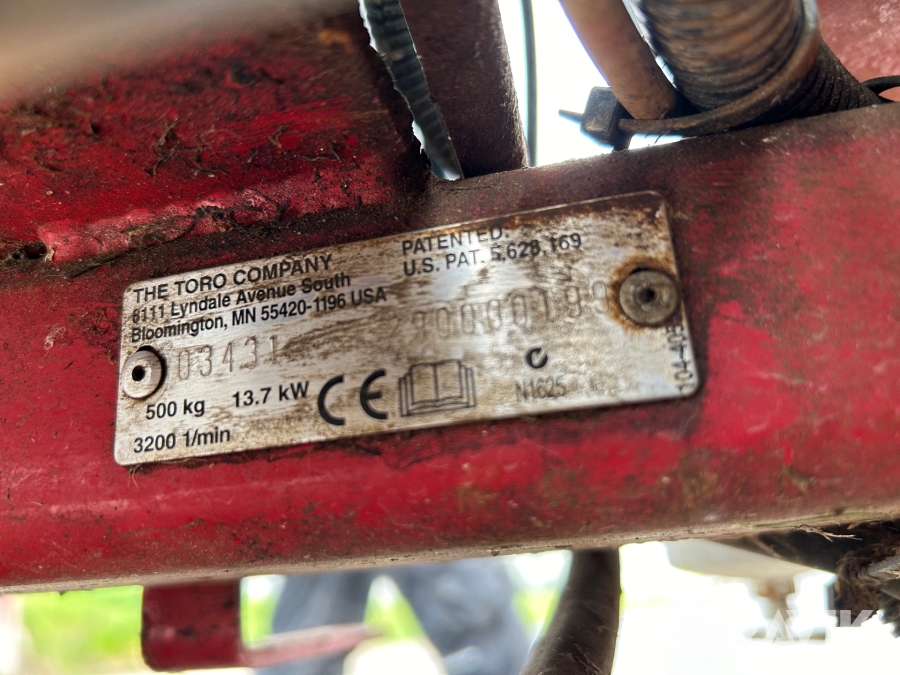 THE TORO COMPANY
8111 Lyndale Avenue South
Bloomington, MN 55420-1196 USA
PATENTED:
U.S. PAT. 5,628,169
03431
500 kg 13.7 kW
CE
N1625
3200 1/min